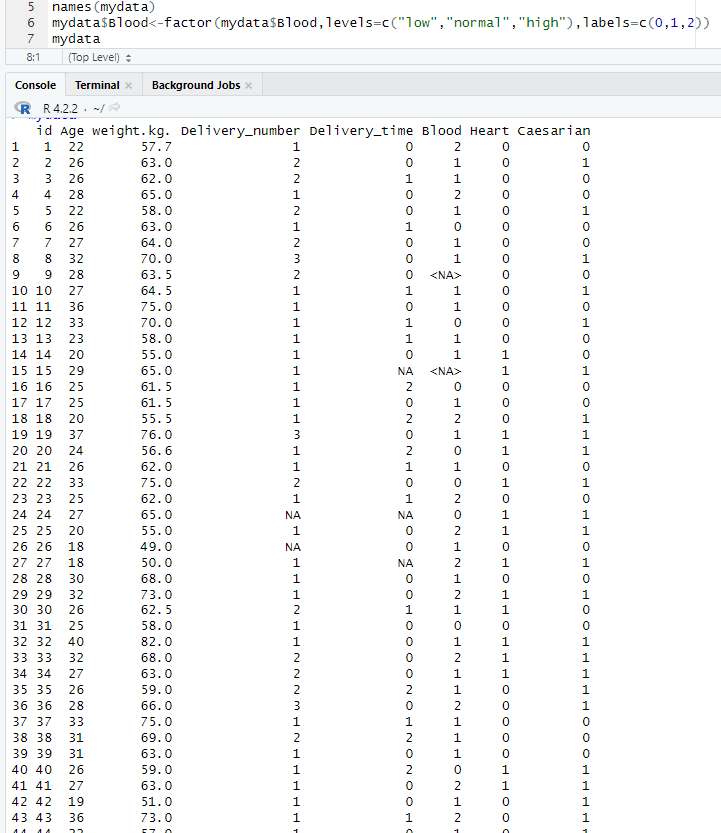 5 names(mydata)
6 mydata$Blood<-factor(mydata$Blood,levels=c("low","normal","high"),labels=c(0,1,2))
7 mydata
8:1 (Top Level)
Console Terminal × Background Jobs ×
R 4.2.2 · ~/
id Age weight.kg. Delivery_number Delivery_time Blood Heart Caesarian
1 1 22 57.7 1 0 2 0 0
2 2 26 63.0 2 0 1 0 1
3 3 26 62.0 2 1 1 0 0
4 4 28 65.0 1 0 2 0 0
5 5 22 58.0 2 0 1 0 1
6 6 26 63.0 1 1 0 0 0
7 7 27 64.0 2 0 1 0 0
8 8 32 70.0 3 0 1 0 1
9 9 28 63.5 2 0 <NA> 0 0
10 10 27 64.5 1 1 1 0 1
11 11 36 75.0 1 0 1 0 0
12 12 33 70.0 1 1 0 0 1
13 13 23 58.0 1 1 1 0 0
14 14 20 55.0 1 0 1 1 0
15 15 29 65.0 1 NA <NA> 1 1
16 16 25 61.5 1 2 0 0 0
17 17 25 61.5 1 0 1 0 0
18 18 20 55.5 1 2 2 0 1
19 19 37 76.0 3 0 1 1 1
20 20 24 56.6 1 2 0 1 1
21 21 26 62.0 1 1 1 0 0
22 22 33 75.0 2 0 0 1 1
23 23 25 62.0 1 1 2 0 0
24 24 27 65.0 NA NA 0 1 1
25 25 20 55.0 1 0 2 1 1
26 26 18 49.0 NA 0 1 0 0
27 27 18 50.0 1 NA 2 1 1
28 28 30 68.0 1 0 1 0 0
29 29 32 73.0 1 0 2 1 1
30 30 26 62.5 2 1 1 1 0
31 31 25 58.0 1 0 0 0 0
32 32 40 82.0 1 0 1 1 1
33 33 32 68.0 2 0 2 1 1
34 34 27 63.0 2 0 1 1 1
35 35 26 59.0 2 2 1 0 1
36 36 28 66.0 3 0 2 0 1
37 37 33 75.0 1 1 1 0 0
38 38 31 69.0 2 2 1 0 0
39 39 31 63.0 1 0 1 0 0
40 40 26 59.0 1 2 0 1 1
41 41 27 63.0 1 0 2 1 1
42 42 19 51.0 1 0 1 0 0
43 43 36 73.0 1 1 2 0 1